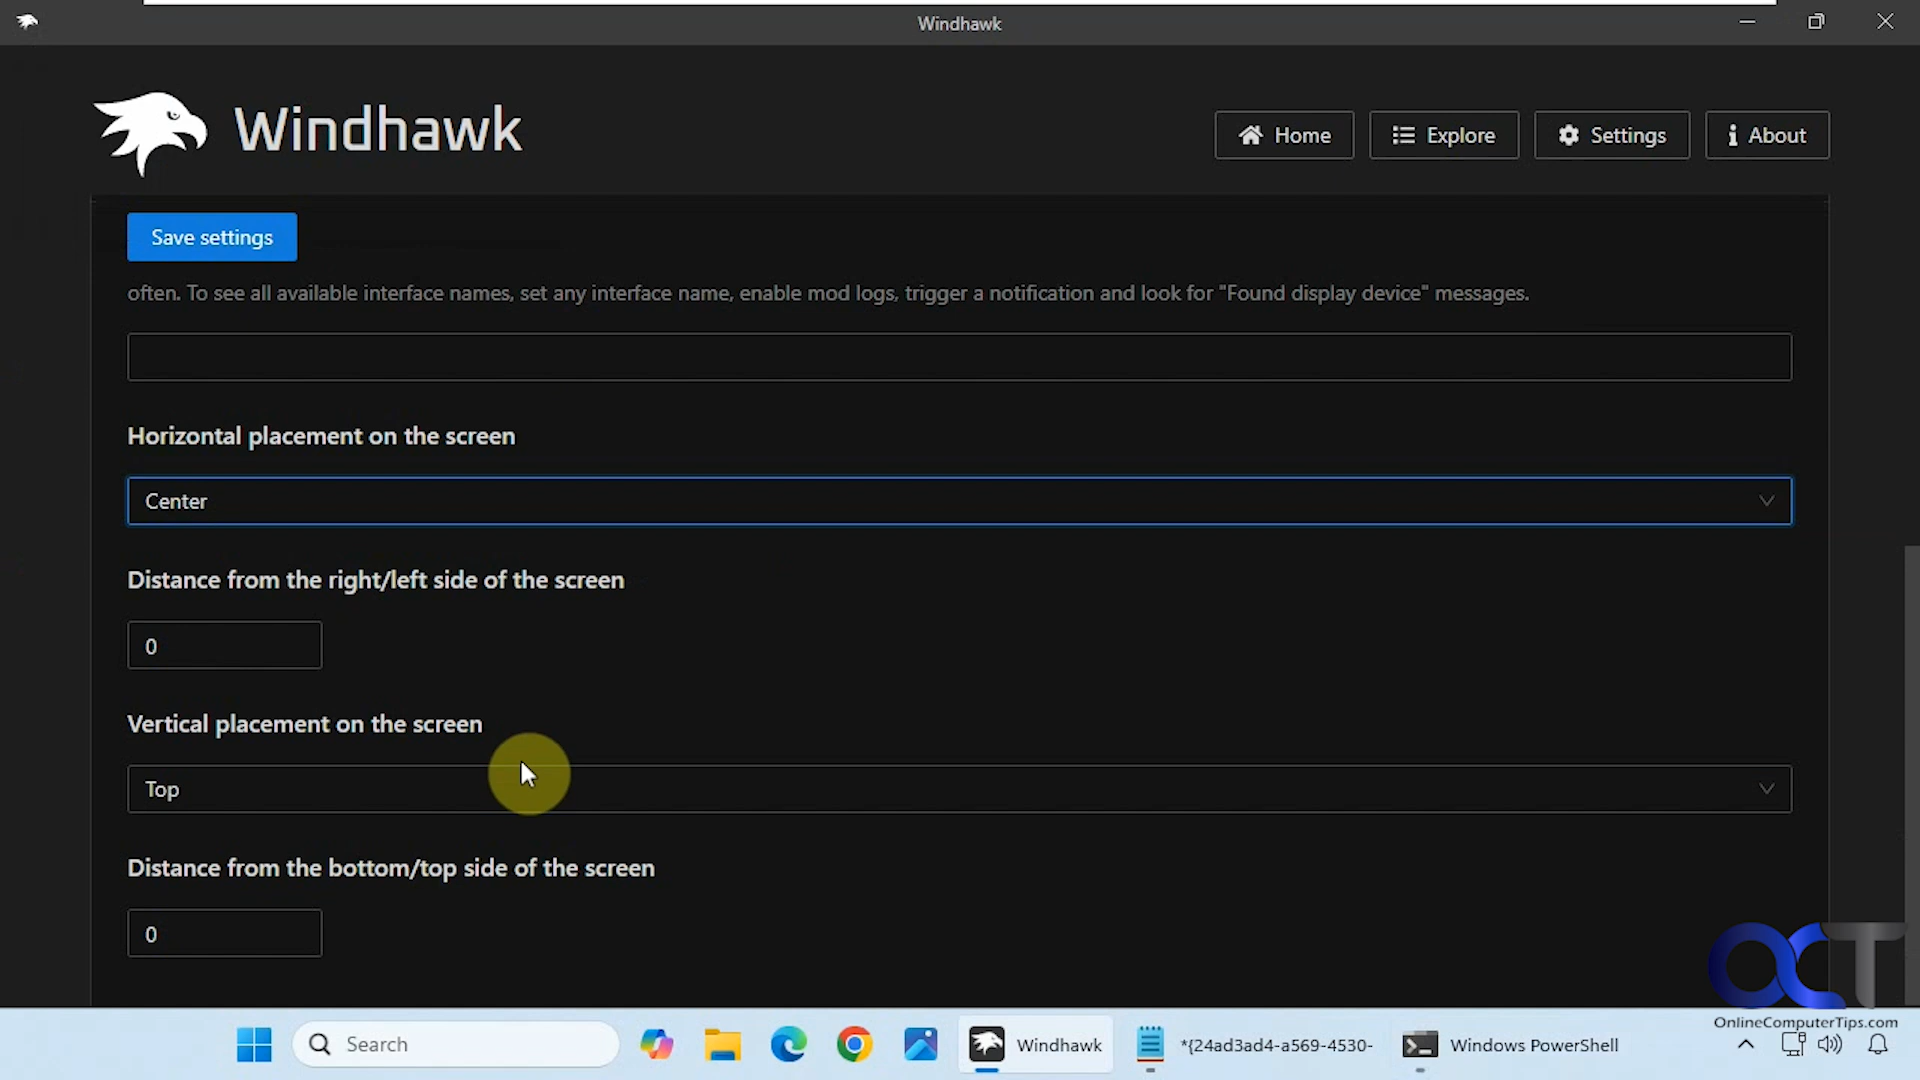 Windhawk
Windhawk
Home
Explore
Settings
About
Save settings
often. To see all available interface names, set any interface name, enable mod logs, trigger a notification and look for "Found display device" messages.
Horizontal placement on the screen
Center
Distance from the right/left side of the screen
0
Vertical placement on the screen
Top
Distance from the bottom/top side of the screen
0
OCT
OnlineComputerTips.com
Search
Windhawk
*{24ad3ad4-a569-4530-
Windows PowerShell